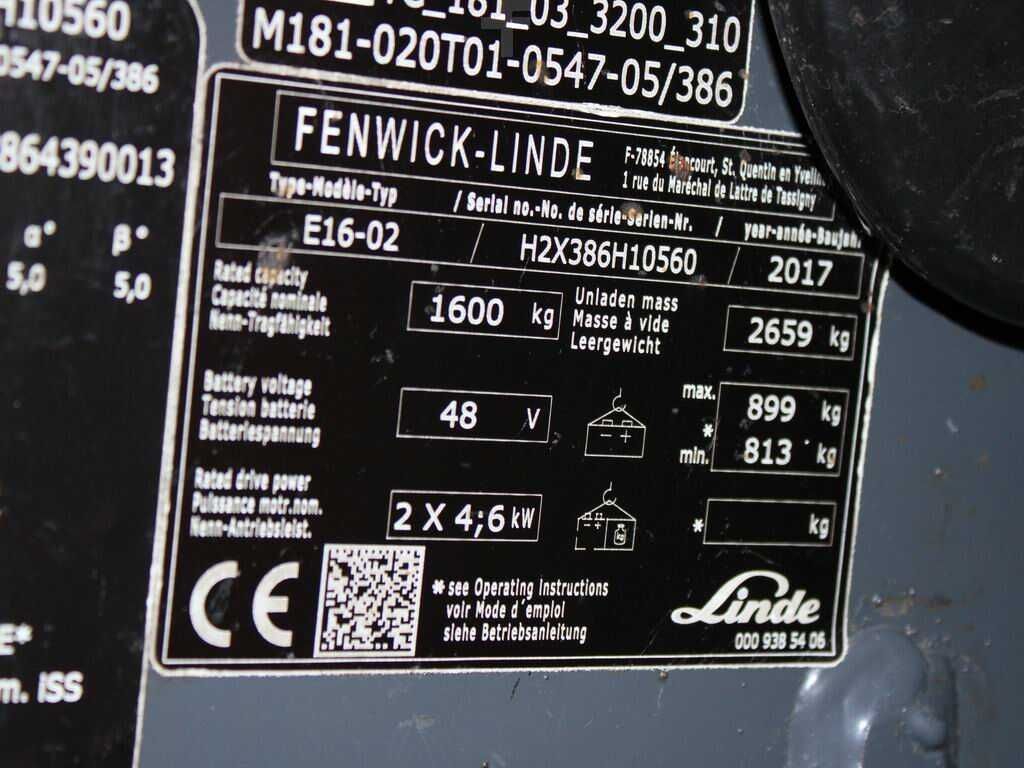 H10560
0547-05/386
864390013
α° β°
5,0 5,0
E*
m. iSS
_181_03_3200_310
M181-020T01-0547-05/386
FENWICK-LINDE
F-78854 Élancourt, St. Quentin en Yvelin
1 rue du Maréchal de Lattre de Tassigny
Type-Modèle-Typ / Serial no.-No. de série-Serien-Nr. / year-année-Baujahr.
E16-02 / H2X386H10560 / 2017
Rated capacity
Capacité nominale
Nenn-Tragfähigkeit
1600 kg
Unladen mass
Masse à vide
Leergewicht
2659 kg
Battery voltage
Tension batterie
Batteriespannung
48 V
- +
max. 899 kg
*
min. 813 kg
Rated drive power
Puissance motr.nom.
Nenn-Antriebsleist.
2 X 4,6 kW
- + kg
* kg
CE
* see Operating instructions
voir Mode d'emploi
siehe Betriebsanleitung
Linde
000 938 54 06